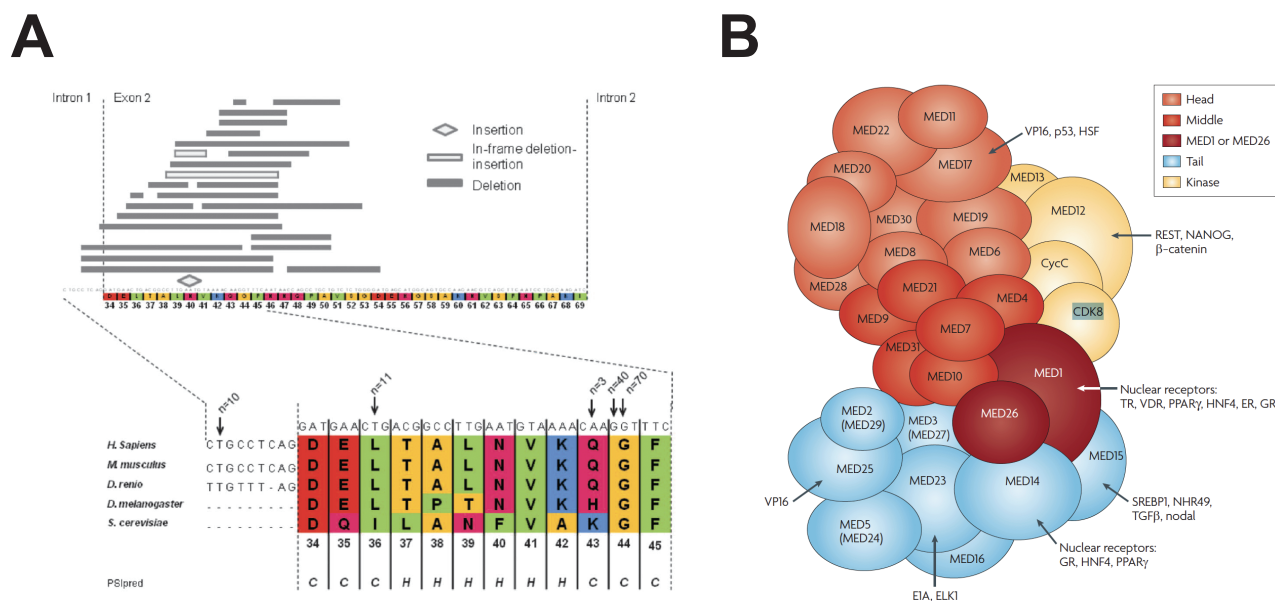 A
B
Intron 1
Exon 2
Intron 2
Insertion
In-frame deletion-
insertion
Deletion
34 35 36 37 38 39 40 41 42 43 44 45 46 47 48 49 50 51 52 53 54 55 56 57 58 59 60 61 62 63 64 65 66 67 68 69
n=10
n=11
n=3
n=40
n=70
GAT GAA CTG ACG GCC TTG AAT GTA AAA CAA GGT TTC
H. Sapiens CTGCCTCAG D E L T A L N V K Q G F
M. musculus CTGCCTCAG D E L T A L N V K Q G F
D. rerio TTGTTT-AG D E L T A L N V K Q G F
D. melanogaster --------- D E L T P T N V K H G F
S. cerevisiae --------- D Q I L A N F V A K G F
34 35 36 37 38 39 40 41 42 43 44 45
PSIpred C C C H H H H H H C C C
MED11
MED22
MED17
VP16, p53, HSF
MED20
MED13
MED12
MED18
MED30
MED19
REST, NANOG,
β-catenin
MED8
MED6
CycC
MED28
MED21
MED4
MED9
MED7
CDK8
MED31
MED10
MED1
Nuclear receptors:
TR, VDR, PPARγ, HNF4, ER, GR
MED2
(MED29)
MED3
(MED27)
MED26
MED25
MED23
MED14
MED15
VP16
SREBP1, NHR49,
TGFβ, nodal
MED5
(MED24)
MED16
Nuclear receptors:
GR, HNF4, PPARγ
E1A, ELK1
Head
Middle
MED1 or MED26
Tail
Kinase